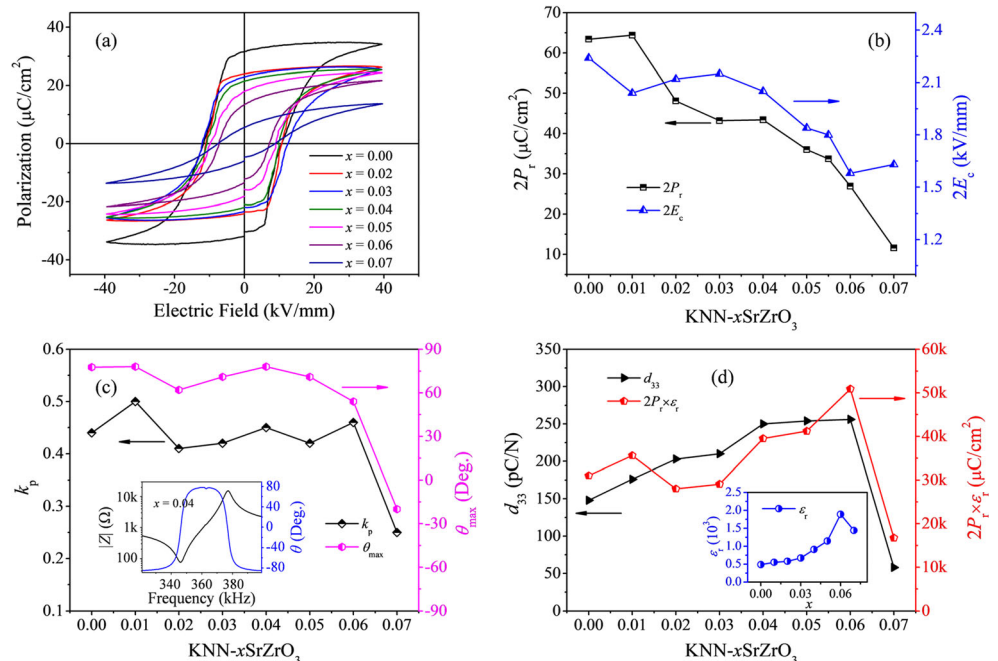 (a)
Polarization (μC/cm²)
40
20
0
-20
-40
x = 0.00
x = 0.02
x = 0.03
x = 0.04
x = 0.05
x = 0.06
x = 0.07
-40 -20 0 20 40
Electric Field (kV/mm)
(b)
2Pᵣ (μC/cm²)
70
60
50
40
30
20
10
2Pᵣ
2E꜀
2.4
2.1
1.8
1.5
1.2
2E꜀ (kV/mm)
0.00 0.01 0.02 0.03 0.04 0.05 0.06 0.07
KNN-xSrZrO₃
(c)
kₚ
0.6
0.5
0.4
0.3
0.2
0.1
90
60
30
0
-30
-60
-90
θmax (Deg.)
x = 0.04
|Z| (Ω)
10k
1k
100
80
40
0
-40
-80
θ (Deg.)
340 360 380
Frequency (kHz)
kₚ
θmax
0.00 0.01 0.02 0.03 0.04 0.05 0.06 0.07
KNN-xSrZrO₃
(d)
d₃₃ (pC/N)
350
300
250
200
150
100
50
0
d₃₃
2Pᵣ×εᵣ
60k
50k
40k
30k
20k
10k
0
2Pᵣ×εᵣ (μC/cm²)
εᵣ (10³)
2.0
1.5
1.0
0.5
0.0
εᵣ
0.00 0.03 0.06
x
0.00 0.01 0.02 0.03 0.04 0.05 0.06 0.07
KNN-xSrZrO₃